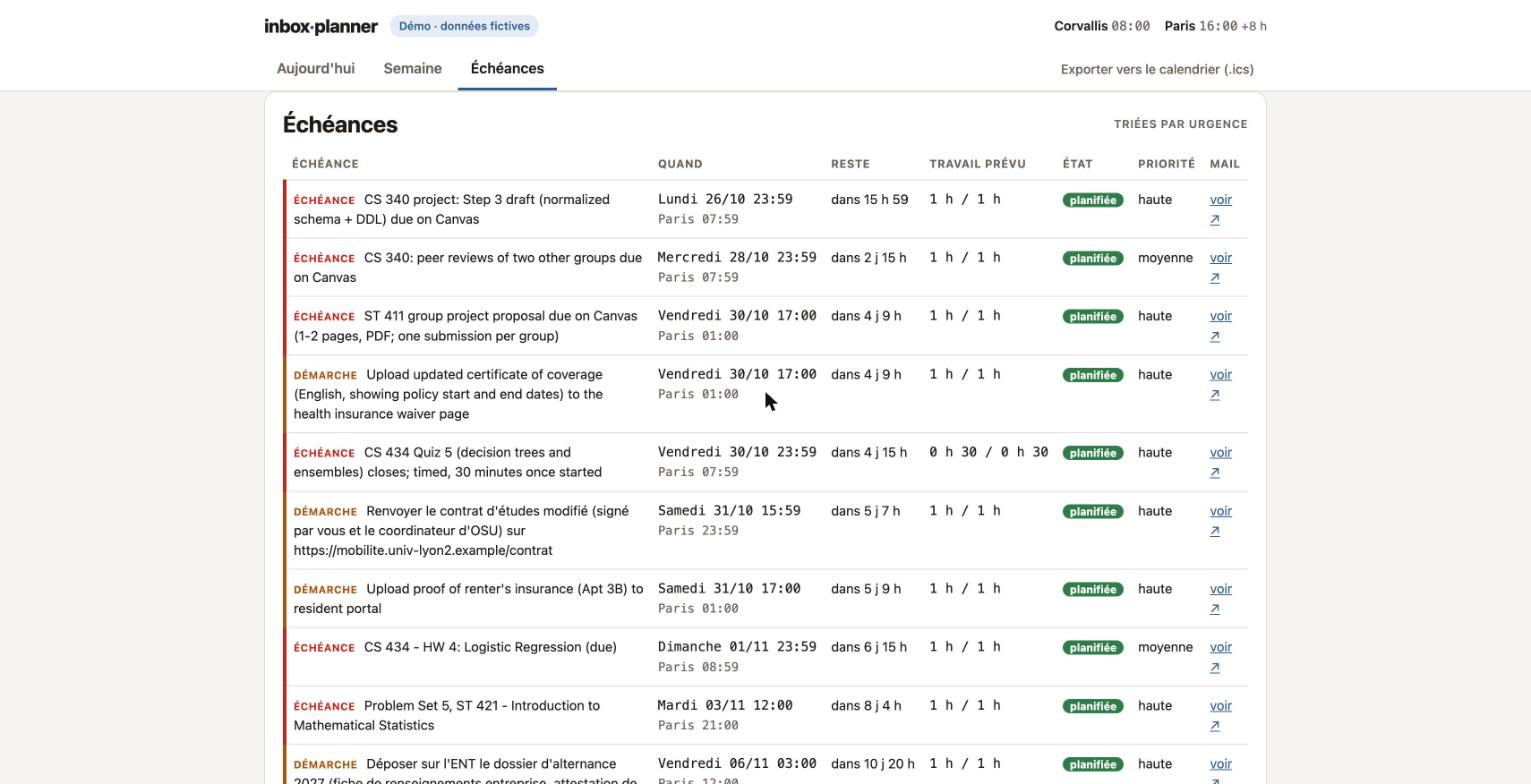 inbox·planner Démo · données fictives Corvallis 08:00 Paris 16:00 +8 h
Aujourd'hui Semaine Échéances Exporter vers le calendrier (.ics)
Échéances TRIÉES PAR URGENCE
ÉCHÉANCE QUAND RESTE TRAVAIL PRÉVU ÉTAT PRIORITÉ MAIL
ÉCHÉANCE CS 340 project: Step 3 draft (normalized Lundi 26/10 23:59 dans 15 h 59 1 h / 1 h planifiée haute voir
schema + DDL) due on Canvas Paris 07:59 ↗
ÉCHÉANCE CS 340: peer reviews of two other groups due Mercredi 28/10 23:59 dans 2 j 15 h 1 h / 1 h planifiée moyenne voir
on Canvas Paris 07:59 ↗
ÉCHÉANCE ST 411 group project proposal due on Canvas Vendredi 30/10 17:00 dans 4 j 9 h 1 h / 1 h planifiée haute voir
(1-2 pages, PDF; one submission per group) Paris 01:00 ↗
DÉMARCHE Upload updated certificate of coverage Vendredi 30/10 17:00 dans 4 j 9 h 1 h / 1 h planifiée haute voir
(English, showing policy start and end dates) to the Paris 01:00 ↗
health insurance waiver page
ÉCHÉANCE CS 434 Quiz 5 (decision trees and Vendredi 30/10 23:59 dans 4 j 15 h 0 h 30 / 0 h 30 planifiée haute voir
ensembles) closes; timed, 30 minutes once started Paris 07:59 ↗
DÉMARCHE Renvoyer le contrat d'études modifié (signé Samedi 31/10 15:59 dans 5 j 7 h 1 h / 1 h planifiée haute voir
par vous et le coordinateur d'OSU) sur Paris 23:59 ↗
https://mobilite.univ-lyon2.example/contrat
DÉMARCHE Upload proof of renter's insurance (Apt 3B) to Samedi 31/10 17:00 dans 5 j 9 h 1 h / 1 h planifiée haute voir
resident portal Paris 01:00 ↗
ÉCHÉANCE CS 434 - HW 4: Logistic Regression (due) Dimanche 01/11 23:59 dans 6 j 15 h 1 h / 1 h planifiée moyenne voir
Paris 08:59 ↗
ÉCHÉANCE Problem Set 5, ST 421 - Introduction to Mardi 03/11 12:00 dans 8 j 4 h 1 h / 1 h planifiée haute voir
Mathematical Statistics Paris 21:00 ↗
DÉMARCHE Déposer sur l'ENT le dossier d'alternance Vendredi 06/11 03:00 dans 10 j 20 h 1 h / 1 h planifiée haute voir
2027 (fiche de renseignements entreprise, attestation de Paris 12:00 ↗